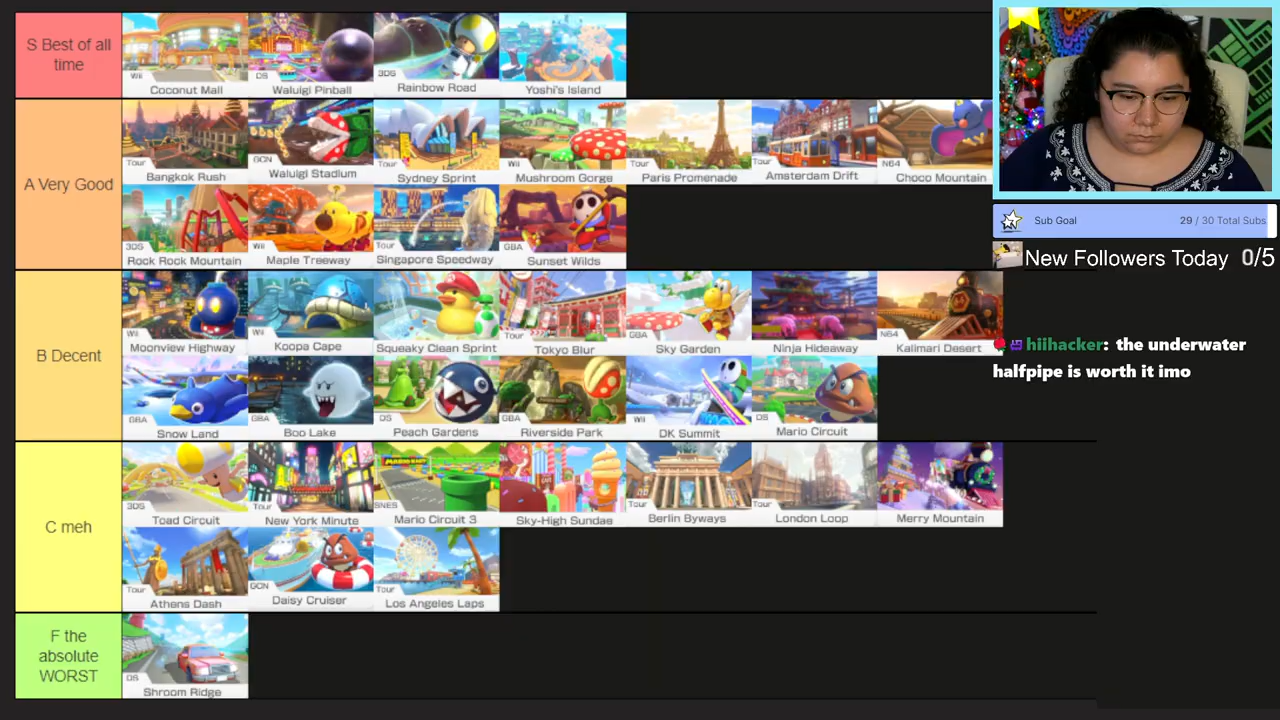 S Best of all
time
Wii
Coconut Mall
DS
Waluigi Pinball
3DS
Rainbow Road
Yoshi's Island
A Very Good
Tour
Bangkok Rush
GCN
Waluigi Stadium
Tour
Sydney Sprint
Wii
Mushroom Gorge
Tour
Paris Promenade
Tour
Amsterdam Drift
N64
Choco Mountain
3DS
Rock Rock Mountain
Wii
Maple Treeway
Tour
Singapore Speedway
GBA
Sunset Wilds
B Decent
Wii
Moonview Highway
Wii
Koopa Cape
Squeaky Clean Sprint
Tour
Tokyo Blur
GBA
Sky Garden
Ninja Hideaway
N64
Kalimari Desert
GBA
Snow Land
GBA
Boo Lake
DS
Peach Gardens
GBA
Riverside Park
Wii
DK Summit
DS
Mario Circuit
C meh
3DS
Toad Circuit
Tour
New York Minute
SNES
Mario Circuit 3
Sky-High Sundae
Tour
Berlin Byways
Tour
London Loop
Merry Mountain
Tour
Athens Dash
GCN
Daisy Cruiser
Tour
Los Angeles Laps
F the
absolute
WORST
DS
Shroom Ridge
Sub Goal
29 / 30 Total Subs
New Followers Today 0/5
hiihacker: the underwater
halfpipe is worth it imo